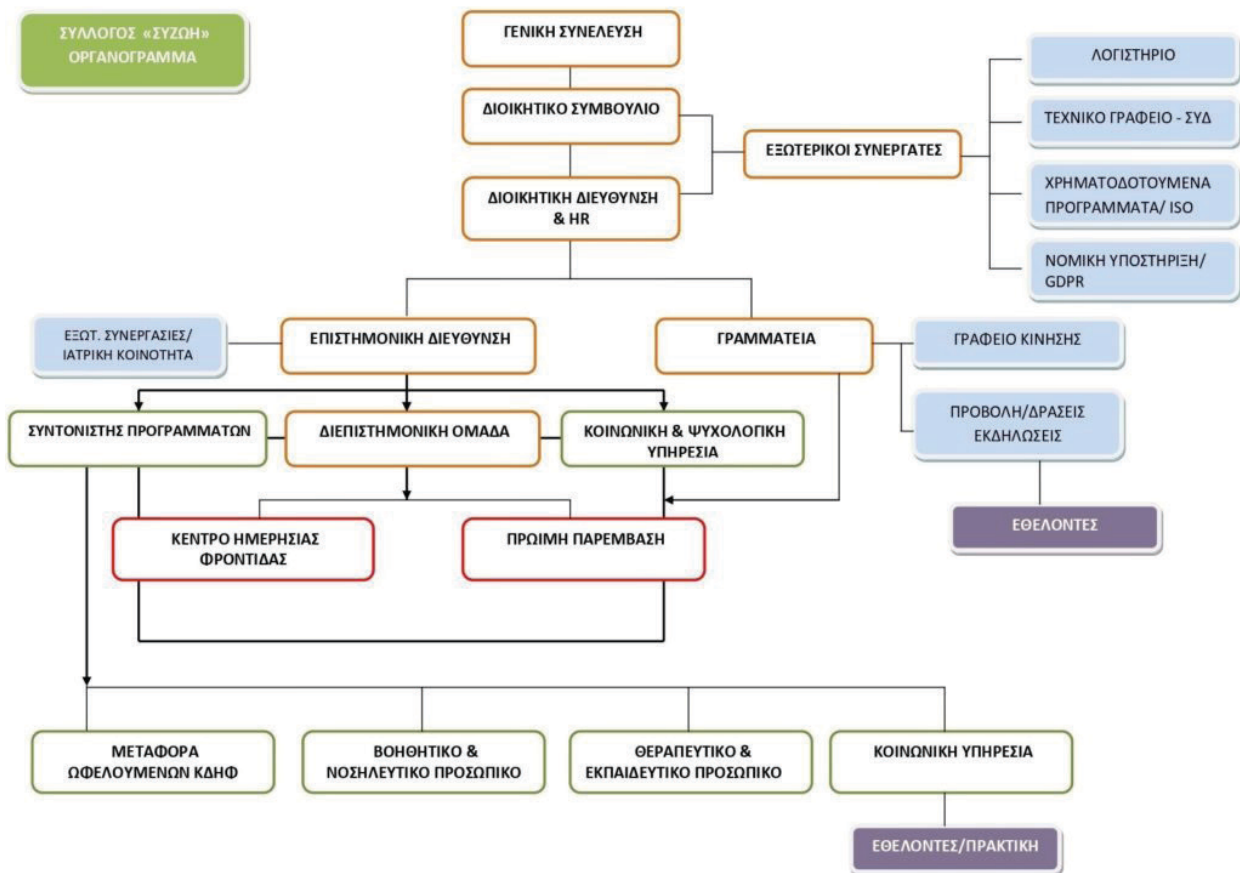 ΣΥΛΛΟΓΟΣ «ΣΥΖΩΗ»
ΟΡΓΑΝΟΓΡΑΜΜΑ
ΓΕΝΙΚΗ ΣΥΝΕΛΕΥΣΗ
ΔΙΟΙΚΗΤΙΚΟ ΣΥΜΒΟΥΛΙΟ
ΔΙΟΙΚΗΤΙΚΗ ΔΙΕΥΘΥΝΣΗ
& HR
ΕΞΩΤΕΡΙΚΟΙ ΣΥΝΕΡΓΑΤΕΣ
ΛΟΓΙΣΤΗΡΙΟ
ΤΕΧΝΙΚΟ ΓΡΑΦΕΙΟ - ΣΥΔ
ΧΡΗΜΑΤΟΔΟΤΟΥΜΕΝΑ
ΠΡΟΓΡΑΜΜΑΤΑ/ ISO
ΝΟΜΙΚΗ ΥΠΟΣΤΗΡΙΞΗ/
GDPR
ΕΞΩΤ. ΣΥΝΕΡΓΑΣΙΕΣ/
ΙΑΤΡΙΚΗ ΚΟΙΝΟΤΗΤΑ
ΕΠΙΣΤΗΜΟΝΙΚΗ ΔΙΕΥΘΥΝΣΗ
ΓΡΑΜΜΑΤΕΙΑ
ΓΡΑΦΕΙΟ ΚΙΝΗΣΗΣ
ΠΡΟΒΟΛΗ/ΔΡΑΣΕΙΣ
ΕΚΔΗΛΩΣΕΙΣ
ΕΘΕΛΟΝΤΕΣ
ΣΥΝΤΟΝΙΣΤΗΣ ΠΡΟΓΡΑΜΜΑΤΩΝ
ΔΙΕΠΙΣΤΗΜΟΝΙΚΗ ΟΜΑΔΑ
ΚΟΙΝΩΝΙΚΗ & ΨΥΧΟΛΟΓΙΚΗ
ΥΠΗΡΕΣΙΑ
ΚΕΝΤΡΟ ΗΜΕΡΗΣΙΑΣ
ΦΡΟΝΤΙΔΑΣ
ΠΡΩΙΜΗ ΠΑΡΕΜΒΑΣΗ
ΜΕΤΑΦΟΡΑ
ΩΦΕΛΟΥΜΕΝΩΝ ΚΔΗΦ
ΒΟΗΘΗΤΙΚΟ &
ΝΟΣΗΛΕΥΤΙΚΟ ΠΡΟΣΩΠΙΚΟ
ΘΕΡΑΠΕΥΤΙΚΟ &
ΕΚΠΑΙΔΕΥΤΙΚΟ ΠΡΟΣΩΠΙΚΟ
ΚΟΙΝΩΝΙΚΗ ΥΠΗΡΕΣΙΑ
ΕΘΕΛΟΝΤΕΣ/ΠΡΑΚΤΙΚΗ